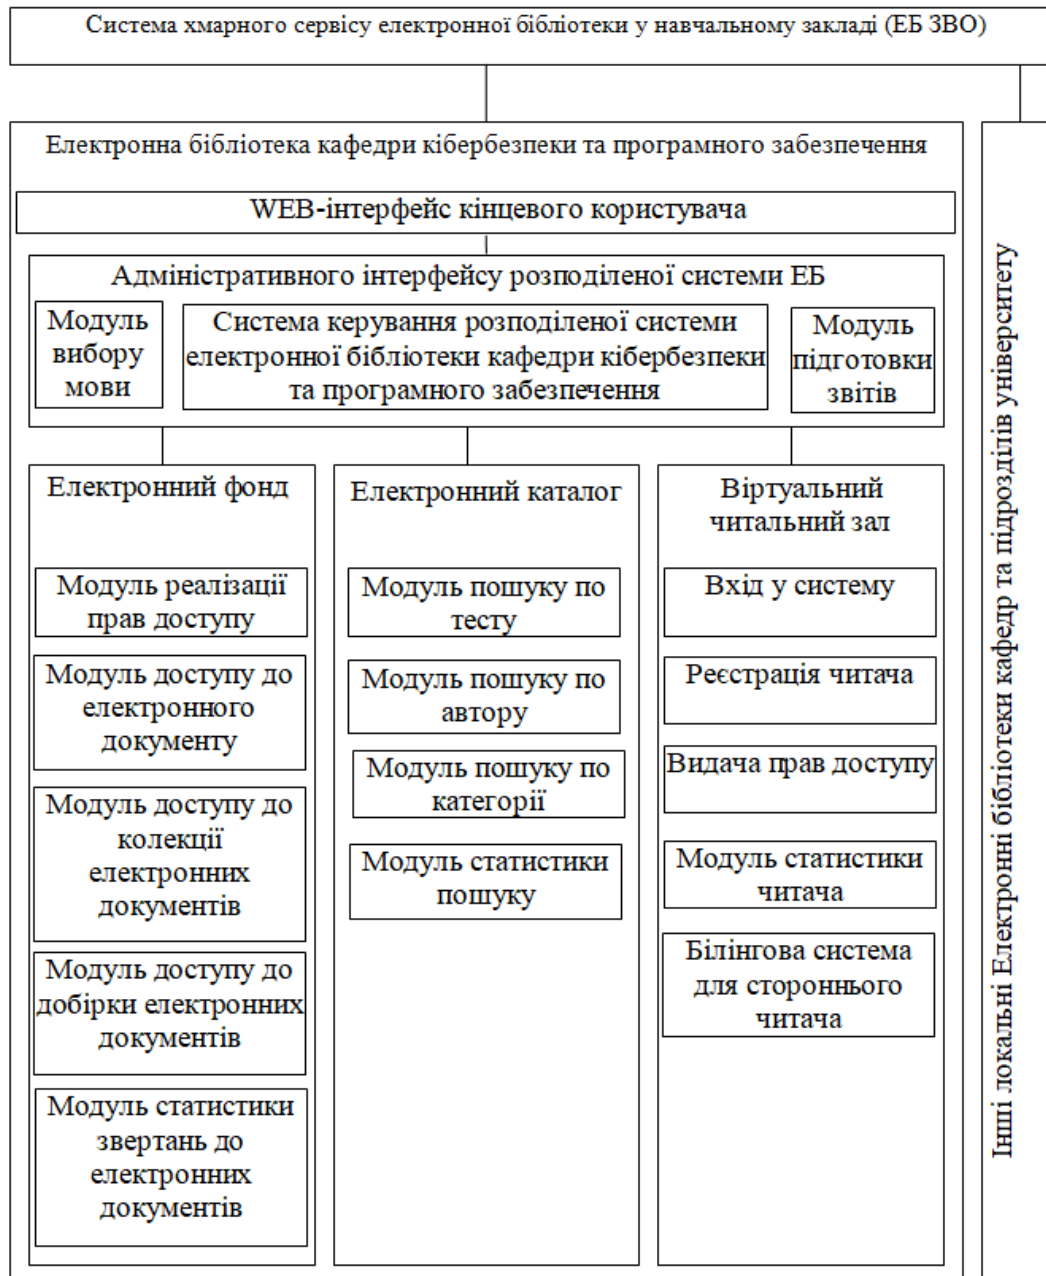 Система хмарного сервісу електронної бібліотеки у навчальному закладі (ЕБ ЗВО)
Електронна бібліотека кафедри кібербезпеки та програмного забезпечення
WEB-інтерфейс кінцевого користувача
Адміністративного інтерфейсу розподіленої системи ЕБ
Модуль
вибору
мови
Система керування розподіленої системи
електронної бібліотеки кафедри кібербезпеки
та програмного забезпечення
Модуль
підготовки
звітів
Електронний фонд
Модуль реалізації
прав доступу
Модуль доступу до
електронного
документу
Модуль доступу до
колекції
електронних
документів
Модуль доступу до
добірки електронних
документів
Модуль статистики
звертань до
електронних
документів
Електронний каталог
Модуль пошуку по
тесту
Модуль пошуку по
автору
Модуль пошуку по
категорії
Модуль статистики
пошуку
Віртуальний
читальний зал
Вхід у систему
Реєстрація читача
Видача прав доступу
Модуль статистики
читача
Білінгова система
для стороннього
читача
Інші локальні Електронні бібліотеки кафедр та підрозділів університету